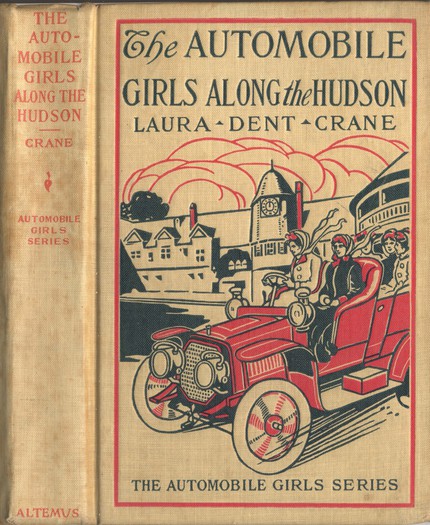 THE
AUTO-
MOBILE
GIRLS
ALONG THE
HUDSON
CRANE
AUTOMOBILE
GIRLS
SERIES
ALTEMUS
The AUTOMOBILE
GIRLS ALONG the HUDSON
LAURA DENT CRANE
THE AUTOMOBILE GIRLS SERIES